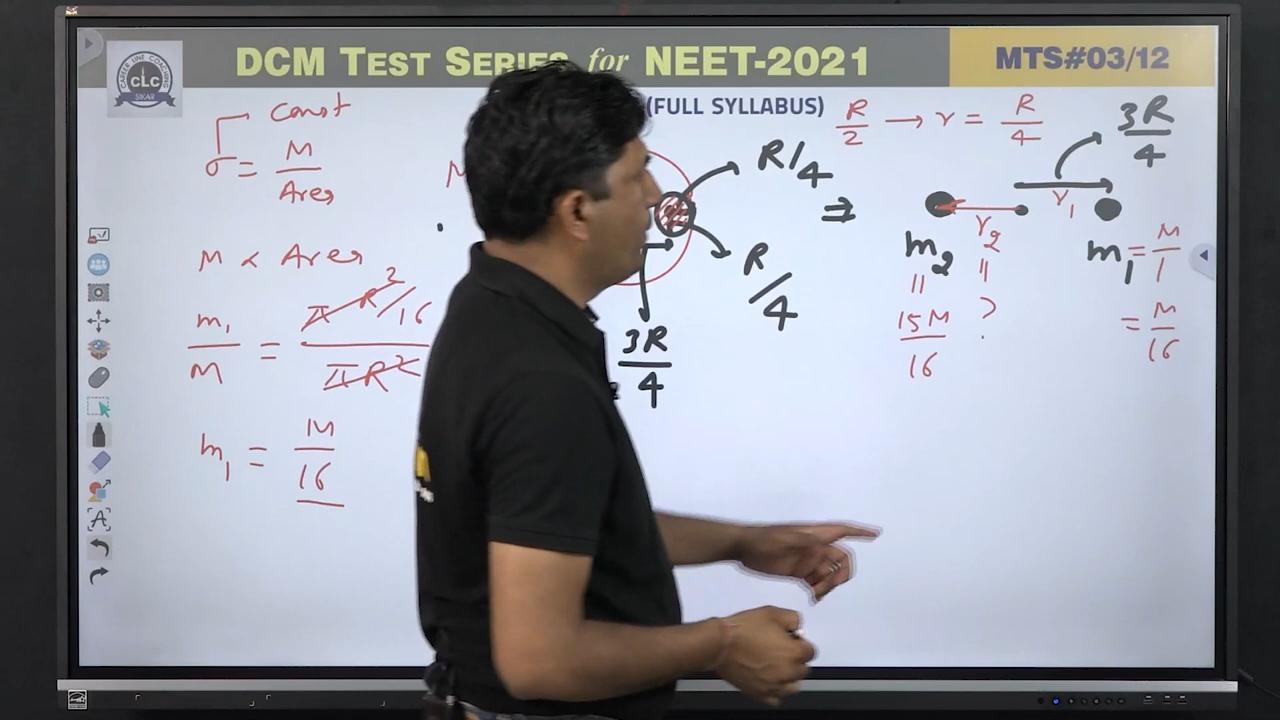 DCM TEST SERIES for NEET-2021
MTS#03/12
CAREER LINE COACHING
CLC
SIKAR
(FULL SYLLABUS)
const
σ = M / Area
M
M ∝ Area
m₁ / M = πR²/16 / πR²
m₁ = M / 16
R/4
R/4
3R/4
R/2 → r = R/4
3R/4
⇒
r₁
r₂
m₂
m₁ = M/1
= M/16
"
15M/16
"
?
A